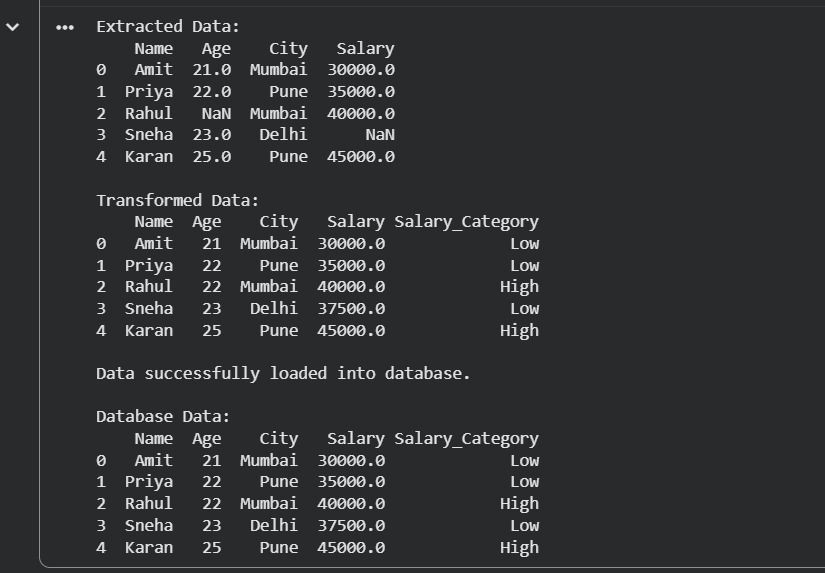 Extracted Data:
    Name   Age    City   Salary
0   Amit  21.0  Mumbai  30000.0
1  Priya  22.0    Pune  35000.0
2  Rahul   NaN  Mumbai  40000.0
3  Sneha  23.0   Delhi      NaN
4  Karan  25.0    Pune  45000.0

Transformed Data:
    Name  Age    City   Salary Salary_Category
0   Amit   21  Mumbai  30000.0             Low
1  Priya   22    Pune  35000.0             Low
2  Rahul   22  Mumbai  40000.0            High
3  Sneha   23   Delhi  37500.0             Low
4  Karan   25    Pune  45000.0            High

Data successfully loaded into database.

Database Data:
    Name  Age    City   Salary Salary_Category
0   Amit   21  Mumbai  30000.0             Low
1  Priya   22    Pune  35000.0             Low
2  Rahul   22  Mumbai  40000.0            High
3  Sneha   23   Delhi  37500.0             Low
4  Karan   25    Pune  45000.0            High